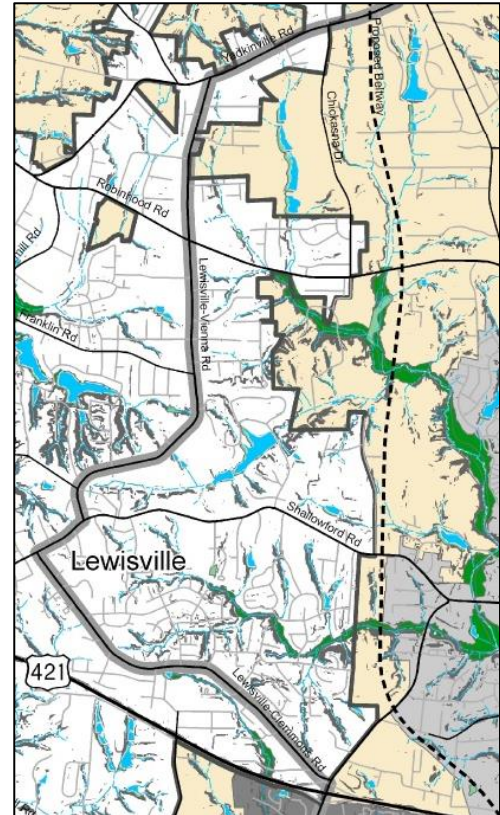 Yadkinville Rd
Proposed Beltway
Chickasha Dr
Robinhood Rd
Lewisville-Vienna Rd
Franklin Rd
Shallowford Rd
Lewisville
Lewisville-Clemmons Rd
421